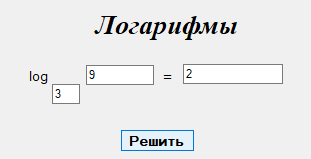 Логарифмы
log 9 = 2
3
Решить